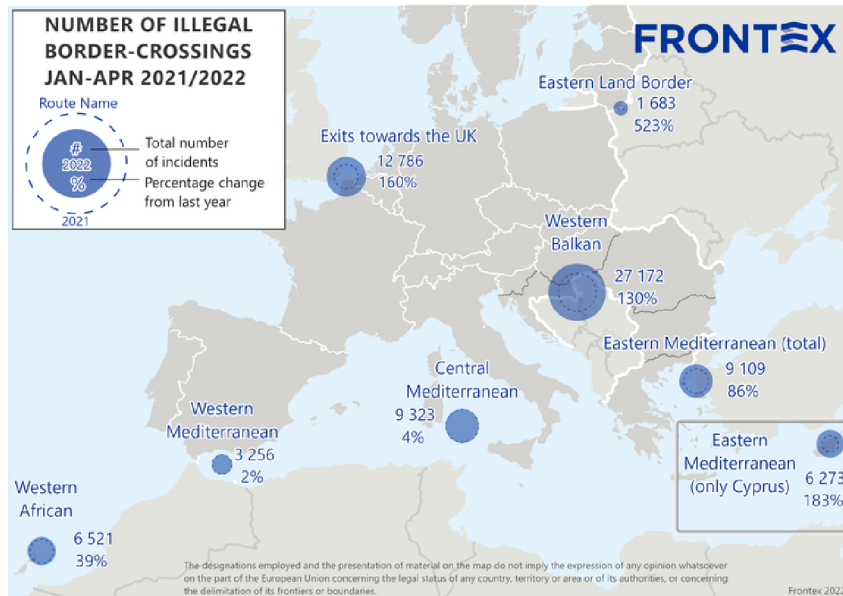 NUMBER OF ILLEGAL
BORDER-CROSSINGS
JAN-APR 2021/2022
Route Name
#
2022
%
Total number
of incidents
Percentage change
from last year
2021
FRONTEX
Eastern Land Border
1 683
523%
Exits towards the UK
12 786
160%
Western
Balkan
27 172
130%
Eastern Mediterranean (total)
9 109
86%
Central
Mediterranean
9 323
4%
Western
Mediterranean
3 256
2%
Eastern
Mediterranean
(only Cyprus)
6 273
183%
Western
African
6 521
39%
The designations employed and the presentation of material on the map do not imply the expression of any opinion whatsoever
on the part of the European Union concerning the legal status of any country, territory or area or of its authorities, or concerning
the delimitation of its frontiers or boundaries.
Frontex 2022